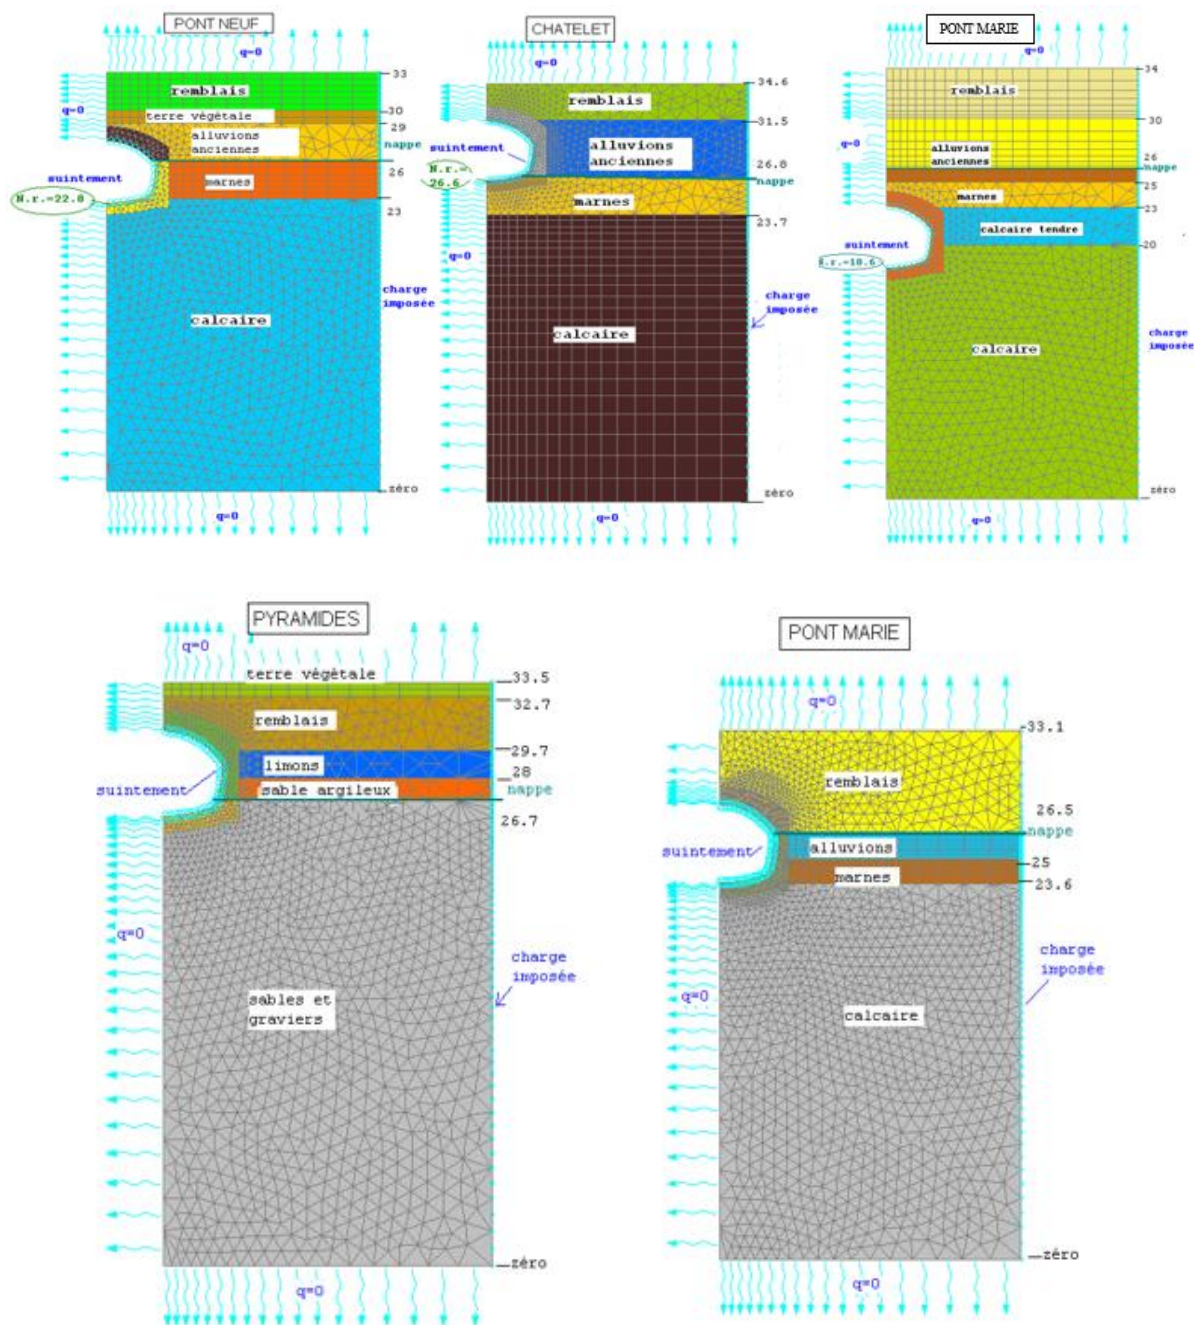 PONT NEUF
q=0
33
remblais
q=0
30
terre végétale
29
alluvions
anciennes
nappe
suintement
26
marnes
N.r.=22.8
23
charge
imposée
calcaire
q=0
CHATELET
q=0
34.6
remblais
31.5
suintement
alluvions
anciennes
26.8
N.r.=
26.6
nappe
marnes
23.7
q=0
charge
imposée
calcaire
zéro
q=0
PONT MARIE
q=0
34
remblais
30
q=0
alluvions
anciennes
26
nappe
25
marnes
23
calcaire tendre
suintement
20
N.r.=18.6
charge
imposée
calcaire
zéro
q=0
zéro
PYRAMIDES
q=0
terre végétale
33.5
32.7
remblais
29.7
limons
28
suintement
sable argileux
nappe
26.7
q=0
charge
imposée
sables et
graviers
zéro
q=0
PONT MARIE
q=0
33.1
remblais
26.5
nappe
suintement
alluvions
25
marnes
23.6
charge
imposée
q=0
calcaire
zéro
q=0